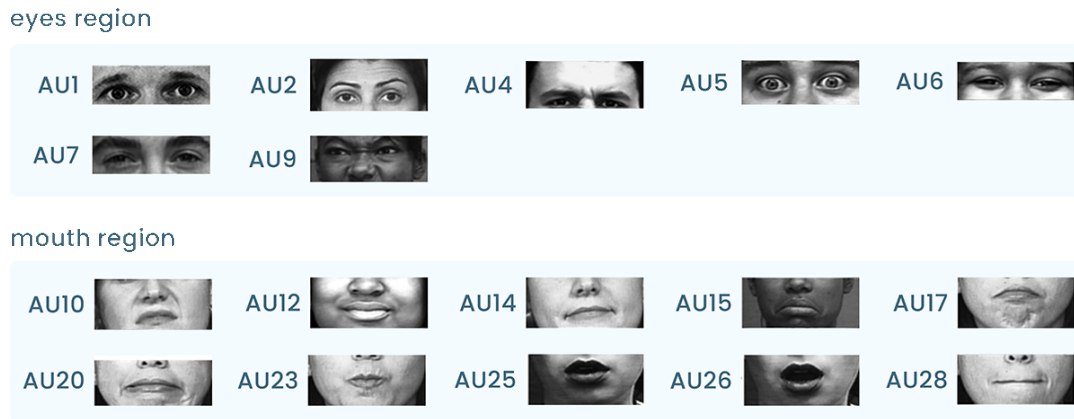 eyes region
AU1 AU2 AU4 AU5 AU6
AU7 AU9
mouth region
AU10 AU12 AU14 AU15 AU17
AU20 AU23 AU25 AU26 AU28